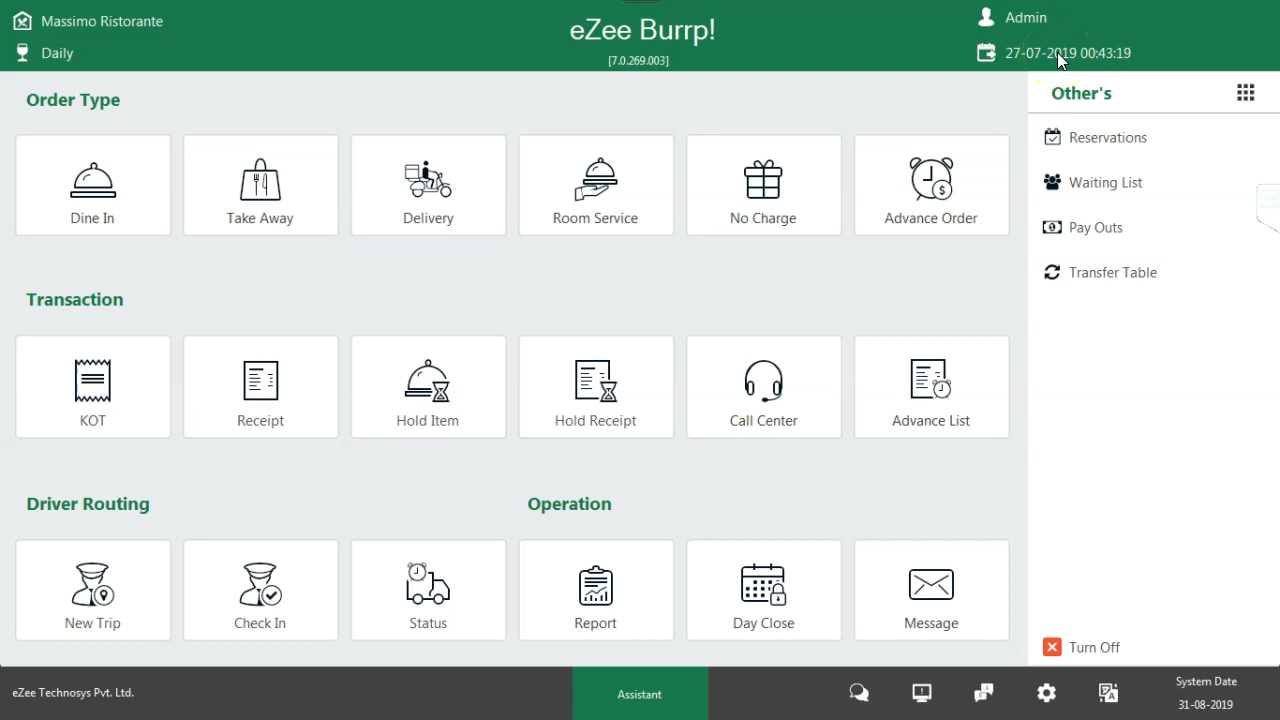 Massimo Ristorante
Daily
eZee Burrp!
[7.0.269.003]
Admin
27-07-2019 00:43:19
Order Type
Dine In
Take Away
Delivery
Room Service
No Charge
Advance Order
Transaction
KOT
Receipt
Hold Item
Hold Receipt
Call Center
Advance List
Driver Routing
Operation
New Trip
Check In
Status
Report
Day Close
Message
Other's
Reservations
Waiting List
Pay Outs
Transfer Table
Turn Off
eZee Technosys Pvt. Ltd.
Assistant
System Date
31-08-2019